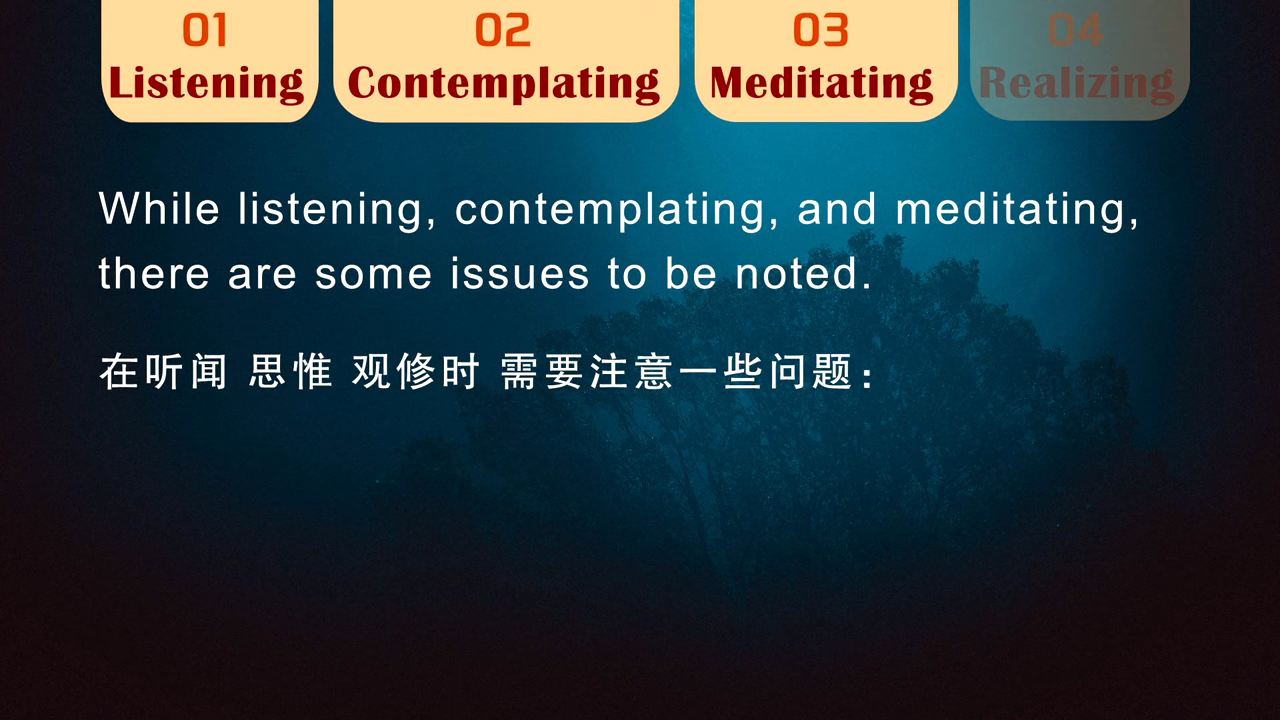 01
Listening
02
Contemplating
03
Meditating
04
Realizing
While listening, contemplating, and meditating,
there are some issues to be noted.
在听闻 思惟 观修时 需要注意一些问题：